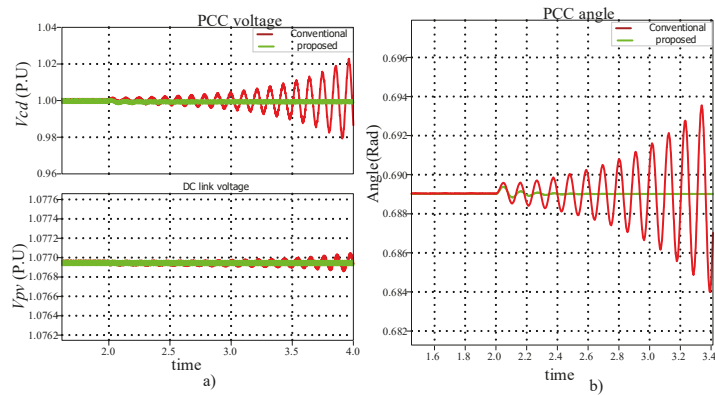 PCC voltage
Conventional
proposed
Vcd (P.U)
1.04
1.02
1.00
0.98
0.96
DC link voltage
Vpv (P.U)
1.0776
1.0774
1.0772
1.0770
1.0768
1.0766
1.0764
1.0762
2.0 2.5 3.0 3.5 4.0
time
a)
PCC angle
Conventional
proposed
Angle(Rad)
0.696
0.694
0.692
0.690
0.688
0.686
0.684
0.682
1.6 1.8 2.0 2.2 2.4 2.6 2.8 3.0 3.2 3.4
time
b)